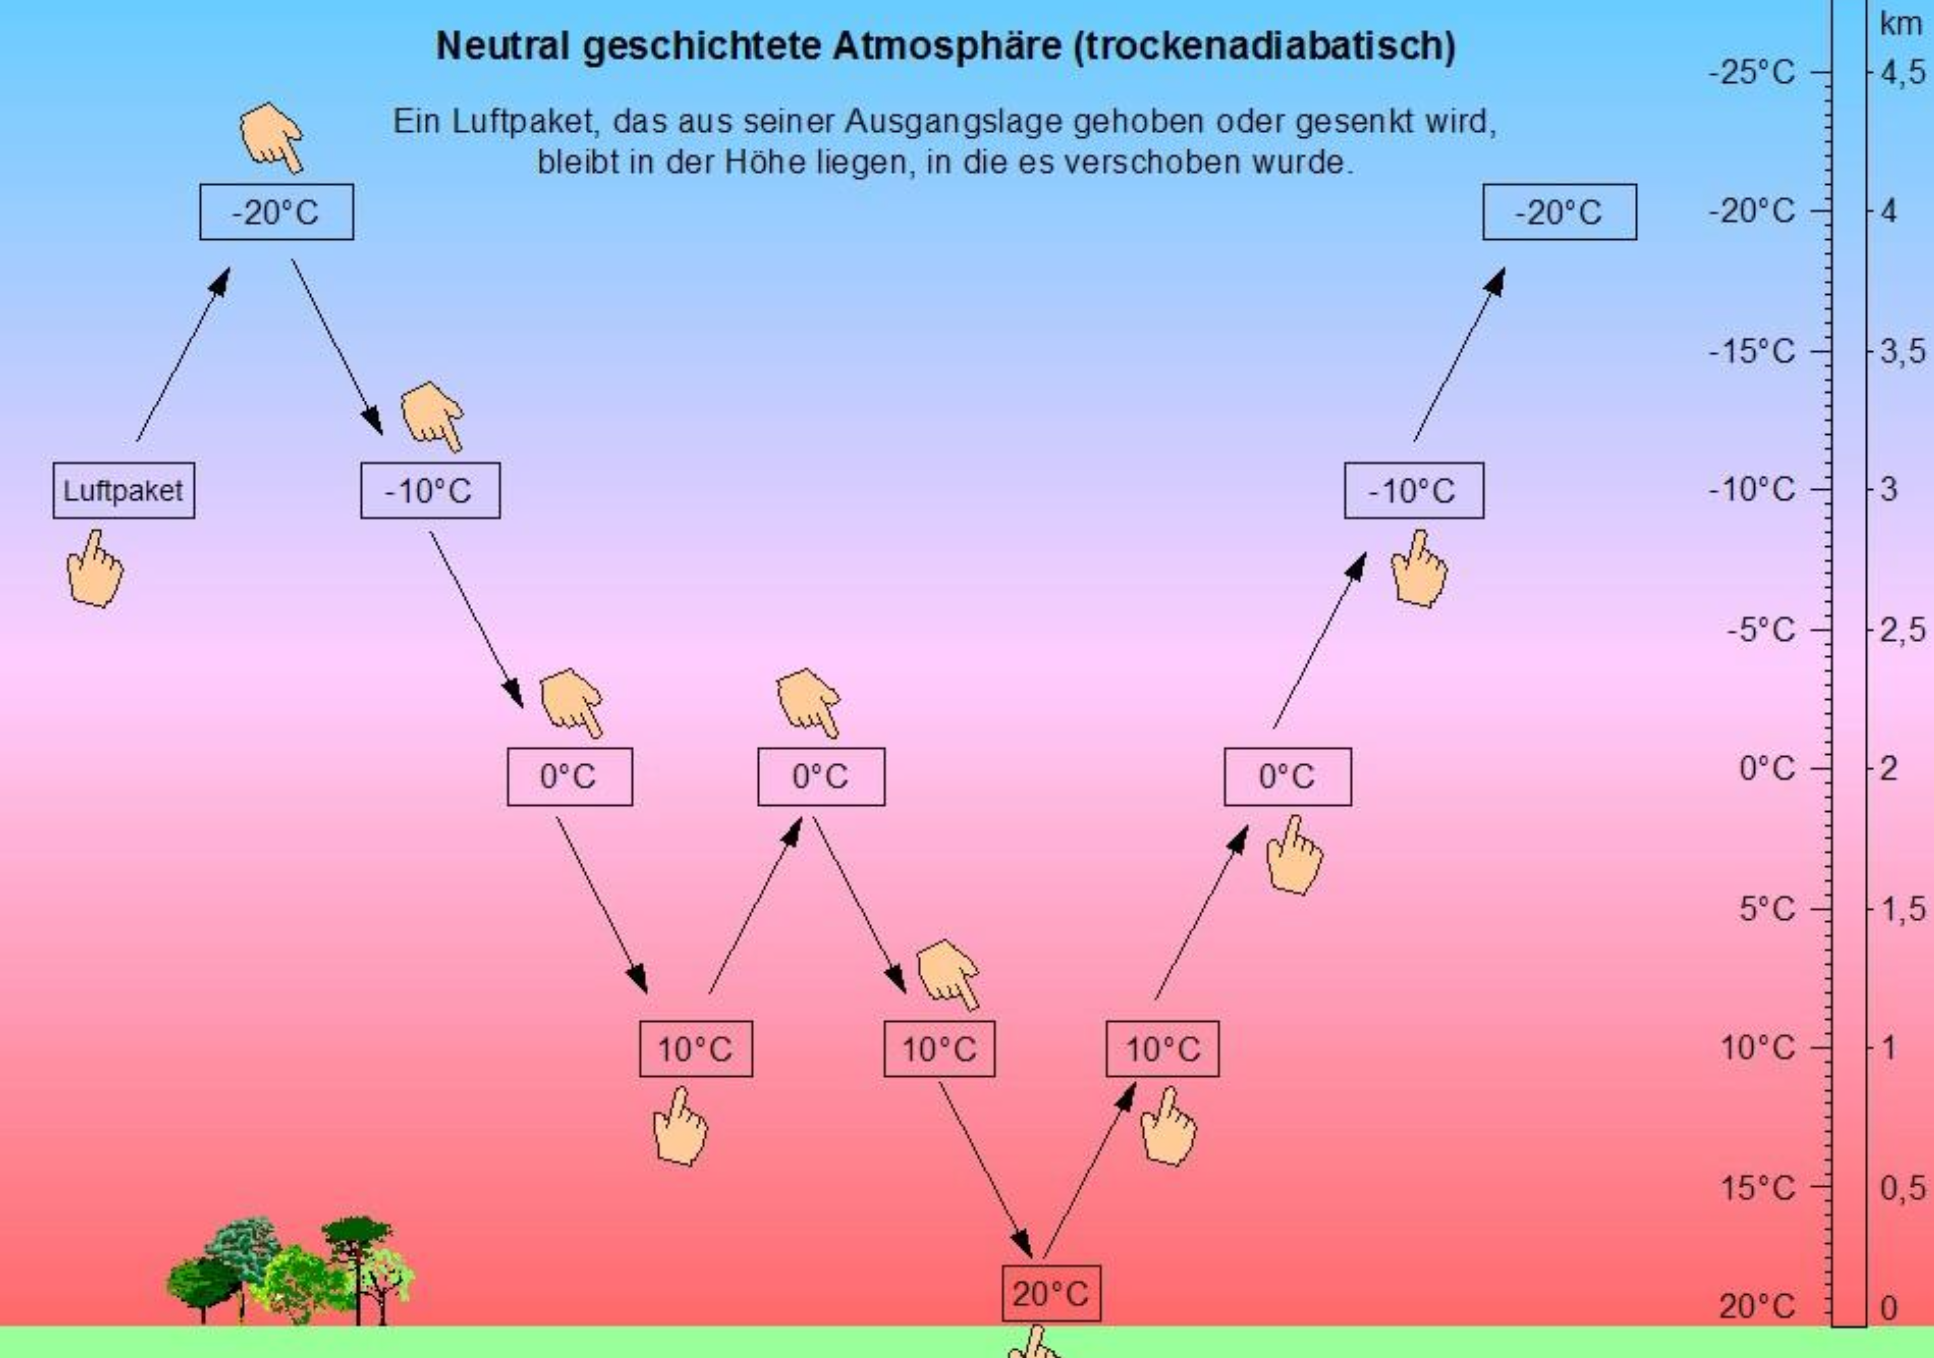 Neutral geschichtete Atmosphäre (trockenadiabatisch)
Ein Luftpaket, das aus seiner Ausgangslage gehoben oder gesenkt wird,
bleibt in der Höhe liegen, in die es verschoben wurde.
km
-25°C 4,5
-20°C -20°C -20°C 4
-15°C 3,5
Luftpaket -10°C -10°C -10°C 3
-5°C 2,5
0°C 0°C 0°C 0°C 2
5°C 1,5
10°C 10°C 10°C 10°C 1
15°C 0,5
20°C 20°C 0